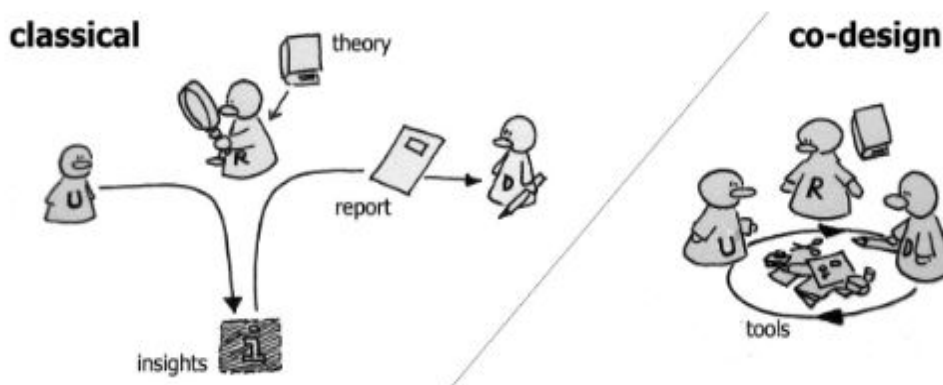 classical
co-design
theory
R
U
D
report
insights
i
R
U
D
tools